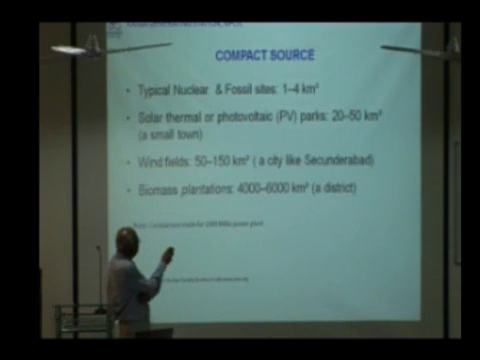 COMPACT SOURCE
• Typical Nuclear & Fossil sites: 1–4 km²
• Solar thermal or photovoltaic (PV) parks: 20–50 km²
(a small town)
• Wind fields: 50–150 km² ( a city like Secunderabad)
• Biomass plantations: 4000–6000 km² (a district)